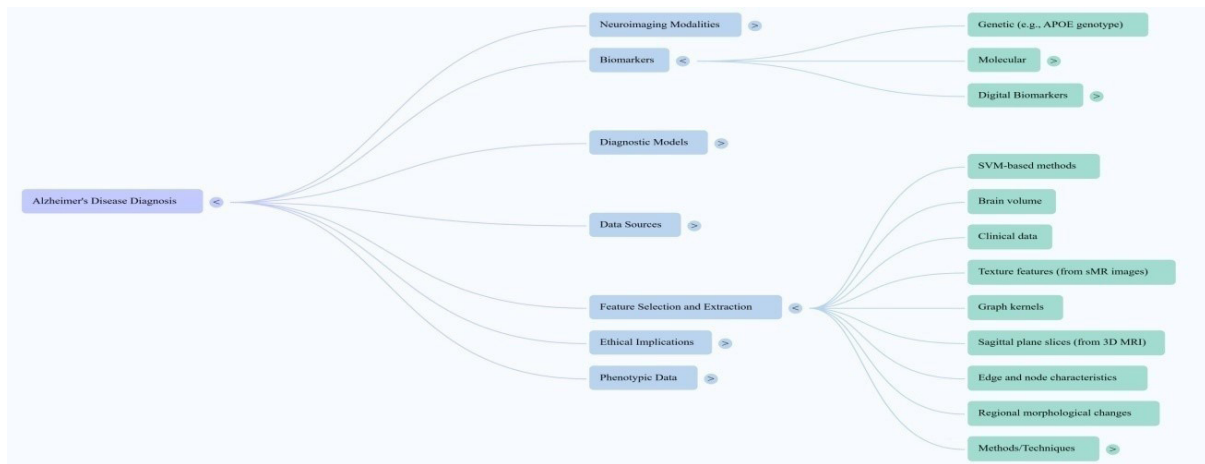 Alzheimer's Disease Diagnosis <
Neuroimaging Modalities >
Biomarkers <
Diagnostic Models >
Data Sources >
Feature Selection and Extraction <
Ethical Implications >
Phenotypic Data >
Genetic (e.g., APOE genotype)
Molecular >
Digital Biomarkers >
SVM-based methods
Brain volume
Clinical data
Texture features (from sMR images)
Graph kernels
Sagittal plane slices (from 3D MRI)
Edge and node characteristics
Regional morphological changes
Methods/Techniques >